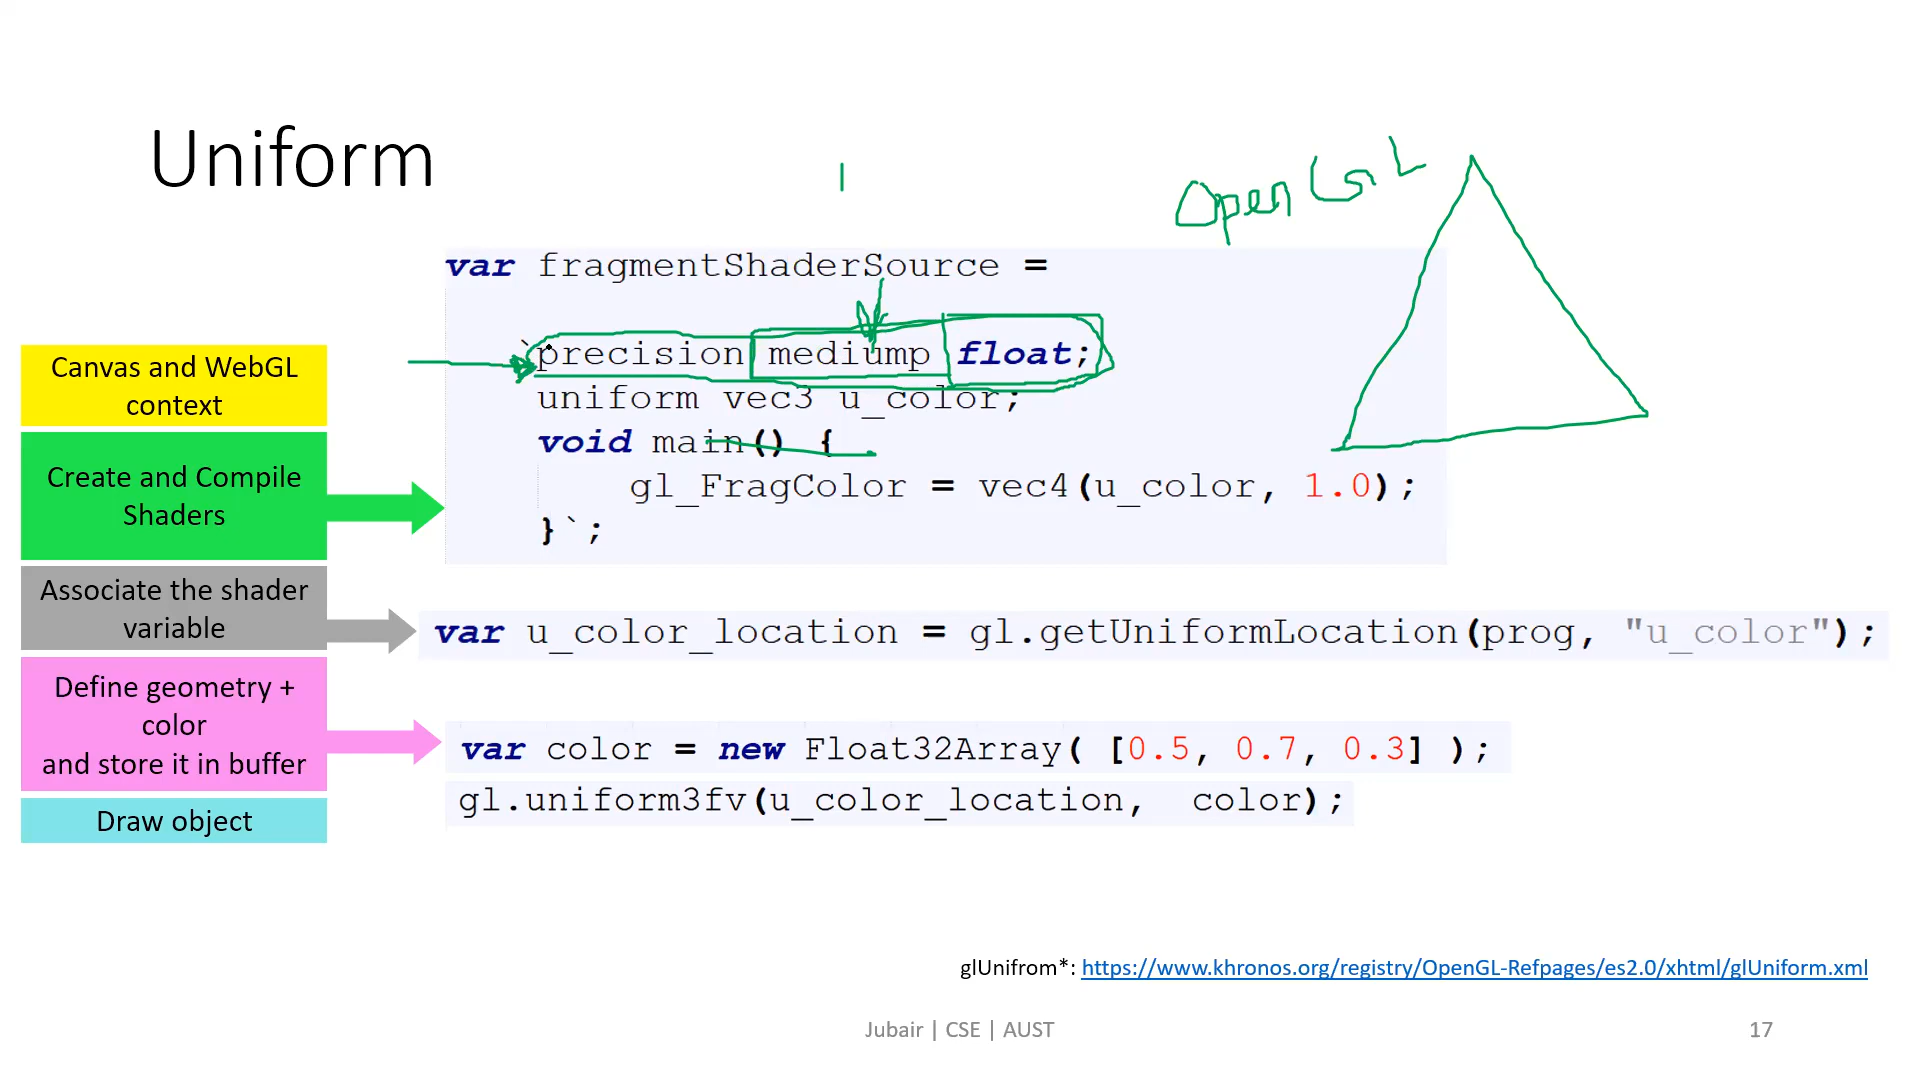 Uniform
OpenGL
var fragmentShaderSource =
`precision mediump float;
uniform vec3 u_color;
void main() {
gl_FragColor = vec4(u_color, 1.0);
}`;
Canvas and WebGL
context
Create and Compile
Shaders
Associate the shader
variable
var u_color_location = gl.getUniformLocation(prog, "u_color");
Define geometry +
color
and store it in buffer
var color = new Float32Array( [0.5, 0.7, 0.3] );
gl.uniform3fv(u_color_location, color);
Draw object
glUnifrom*: https://www.khronos.org/registry/OpenGL-Refpages/es2.0/xhtml/glUniform.xml
Jubair | CSE | AUST
17